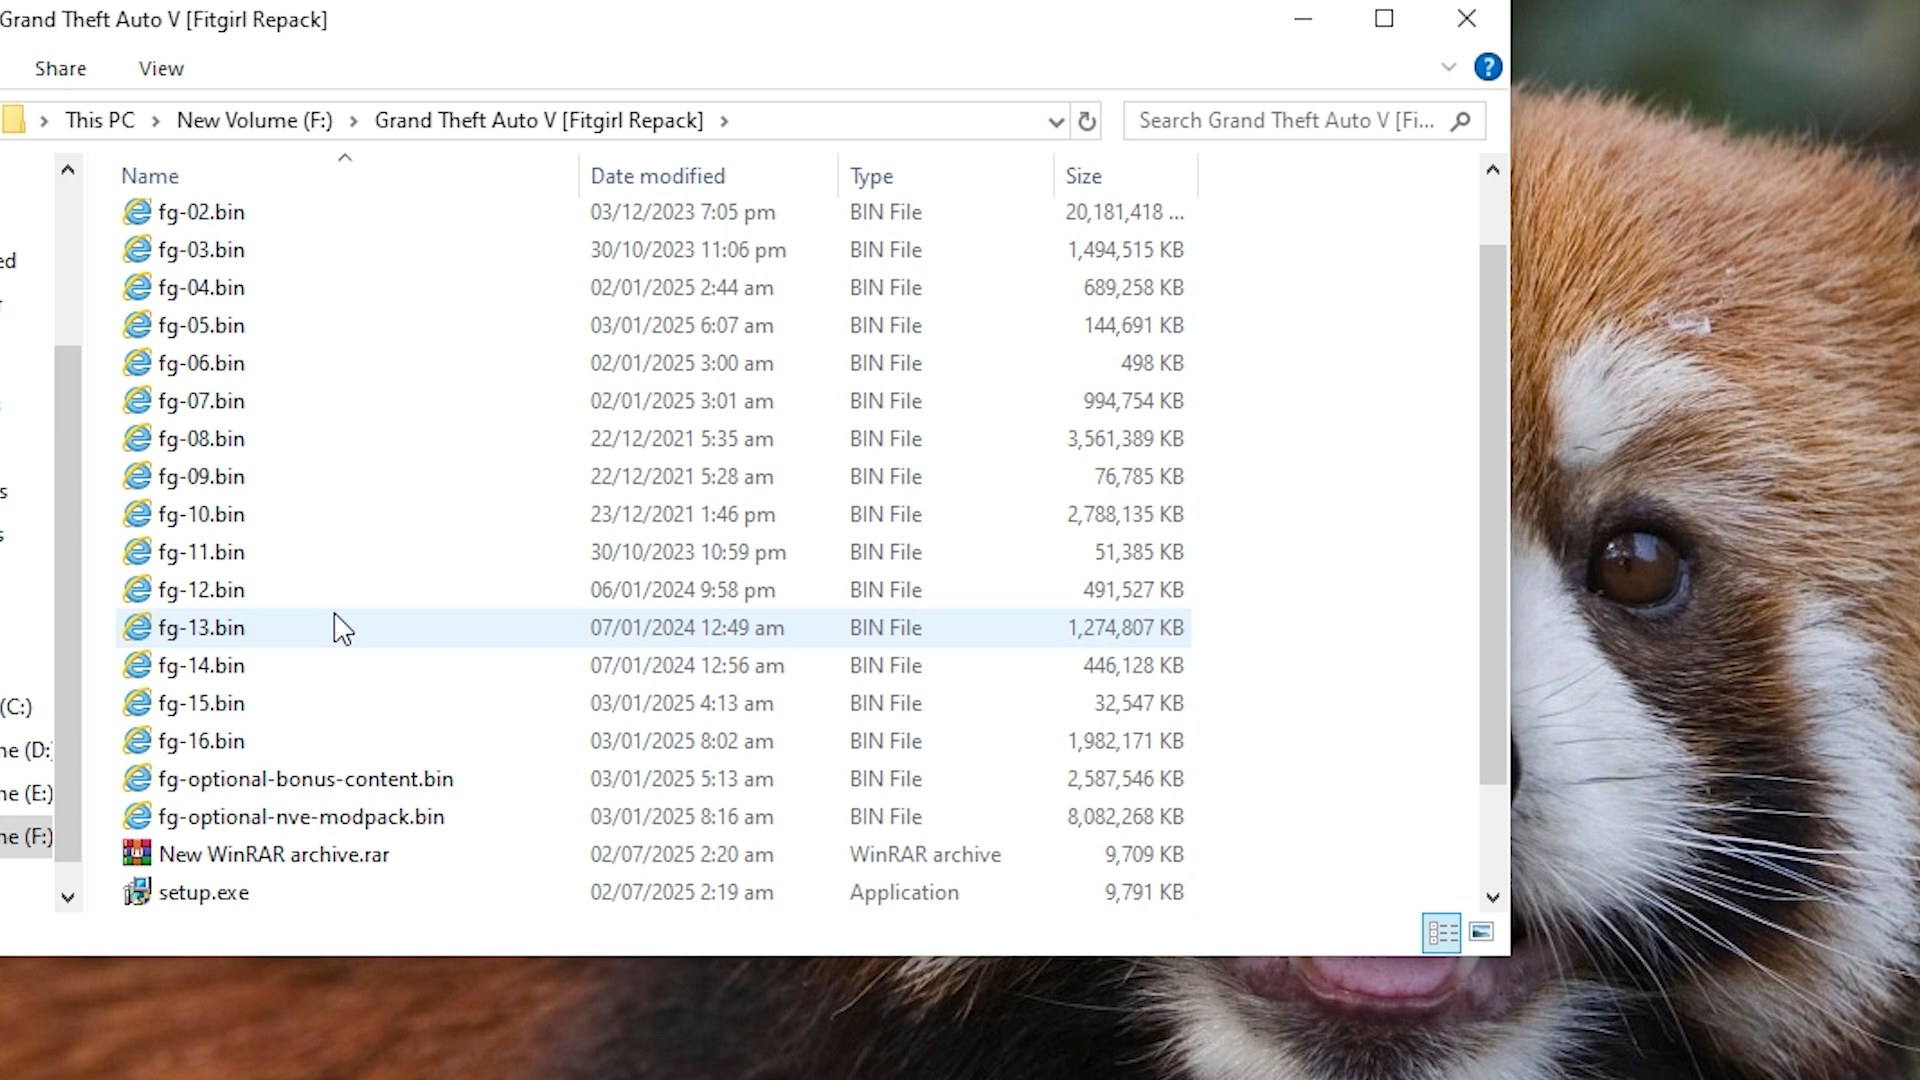 Grand Theft Auto V [Fitgirl Repack]
Share View
This PC New Volume (F:) Grand Theft Auto V [Fitgirl Repack] Search Grand Theft Auto V [Fi...
Name Date modified Type Size
fg-02.bin 03/12/2023 7:05 pm BIN File 20,181,418 ...
fg-03.bin 30/10/2023 11:06 pm BIN File 1,494,515 KB
fg-04.bin 02/01/2025 2:44 am BIN File 689,258 KB
fg-05.bin 03/01/2025 6:07 am BIN File 144,691 KB
fg-06.bin 02/01/2025 3:00 am BIN File 498 KB
fg-07.bin 02/01/2025 3:01 am BIN File 994,754 KB
fg-08.bin 22/12/2021 5:35 am BIN File 3,561,389 KB
fg-09.bin 22/12/2021 5:28 am BIN File 76,785 KB
fg-10.bin 23/12/2021 1:46 pm BIN File 2,788,135 KB
fg-11.bin 30/10/2023 10:59 pm BIN File 51,385 KB
fg-12.bin 06/01/2024 9:58 pm BIN File 491,527 KB
fg-13.bin 07/01/2024 12:49 am BIN File 1,274,807 KB
fg-14.bin 07/01/2024 12:56 am BIN File 446,128 KB
(C:) fg-15.bin 03/01/2025 4:13 am BIN File 32,547 KB
ne (D: fg-16.bin 03/01/2025 8:02 am BIN File 1,982,171 KB
ne (E:) fg-optional-bonus-content.bin 03/01/2025 5:13 am BIN File 2,587,546 KB
ne (F:) fg-optional-nve-modpack.bin 03/01/2025 8:16 am BIN File 8,082,268 KB
New WinRAR archive.rar 02/07/2025 2:20 am WinRAR archive 9,709 KB
setup.exe 02/07/2025 2:19 am Application 9,791 KB